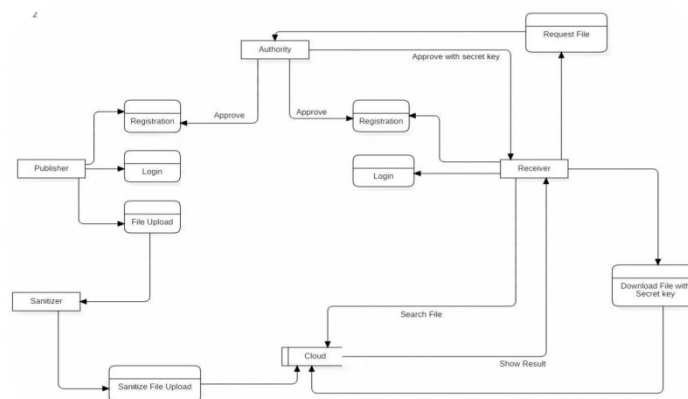 2
Request File
Authority
Approve with secret key
Registration
Approve
Approve
Registration
Publisher
Login
Login
Receiver
File Upload
Sanitizer
Download File with
Secret key
Search File
Cloud
Show Result
Sanitize File Upload